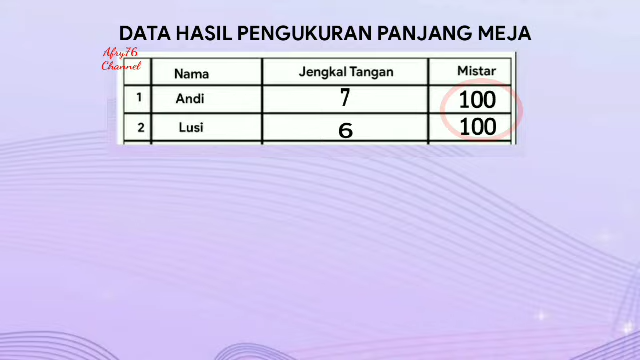 DATA HASIL PENGUKURAN PANJANG MEJA
Afry76
Channel
Nama Jengkal Tangan Mistar
1 Andi 7 100
2 Lusi 6 100